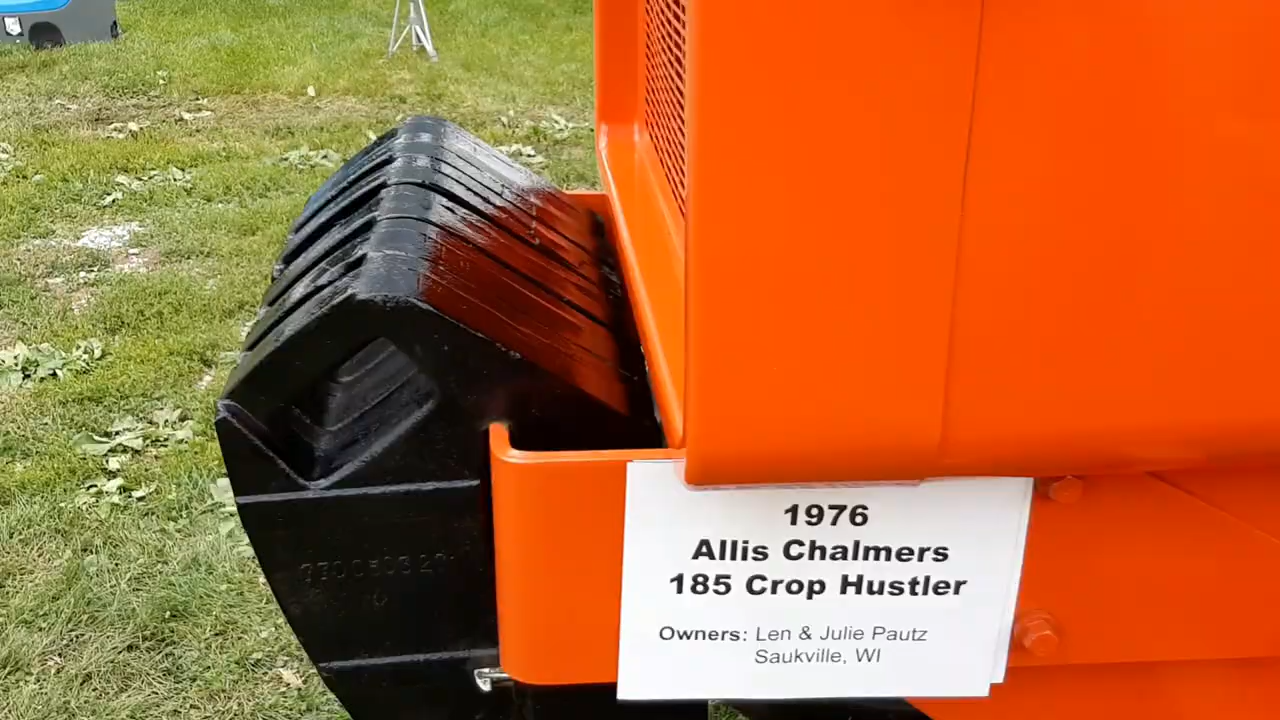 1976
Allis Chalmers
185 Crop Hustler
Owners: Len & Julie Pautz
Saukville, WI